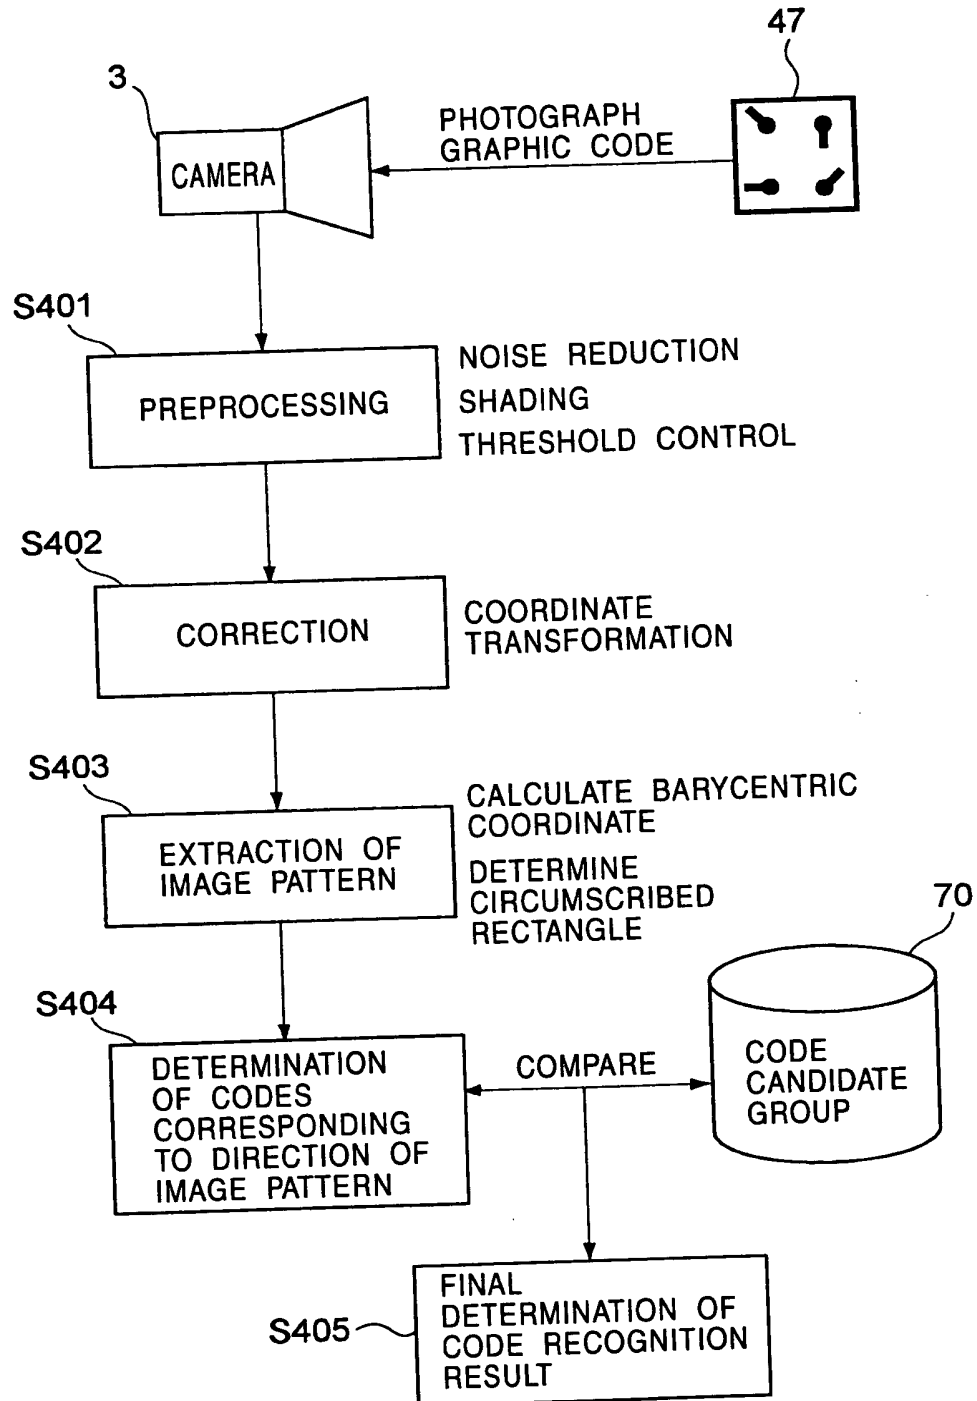 47
3
PHOTOGRAPH
GRAPHIC CODE
CAMERA
S401
PREPROCESSING
NOISE REDUCTION
SHADING
THRESHOLD CONTROL
S402
CORRECTION
COORDINATE
TRANSFORMATION
S403
EXTRACTION OF
IMAGE PATTERN
CALCULATE BARYCENTRIC
COORDINATE
DETERMINE
CIRCUMSCRIBED
RECTANGLE
70
S404
DETERMINATION
OF CODES
CORRESPONDING
TO DIRECTION OF
IMAGE PATTERN
COMPARE
CODE
CANDIDATE
GROUP
S405
FINAL
DETERMINATION OF
CODE RECOGNITION
RESULT